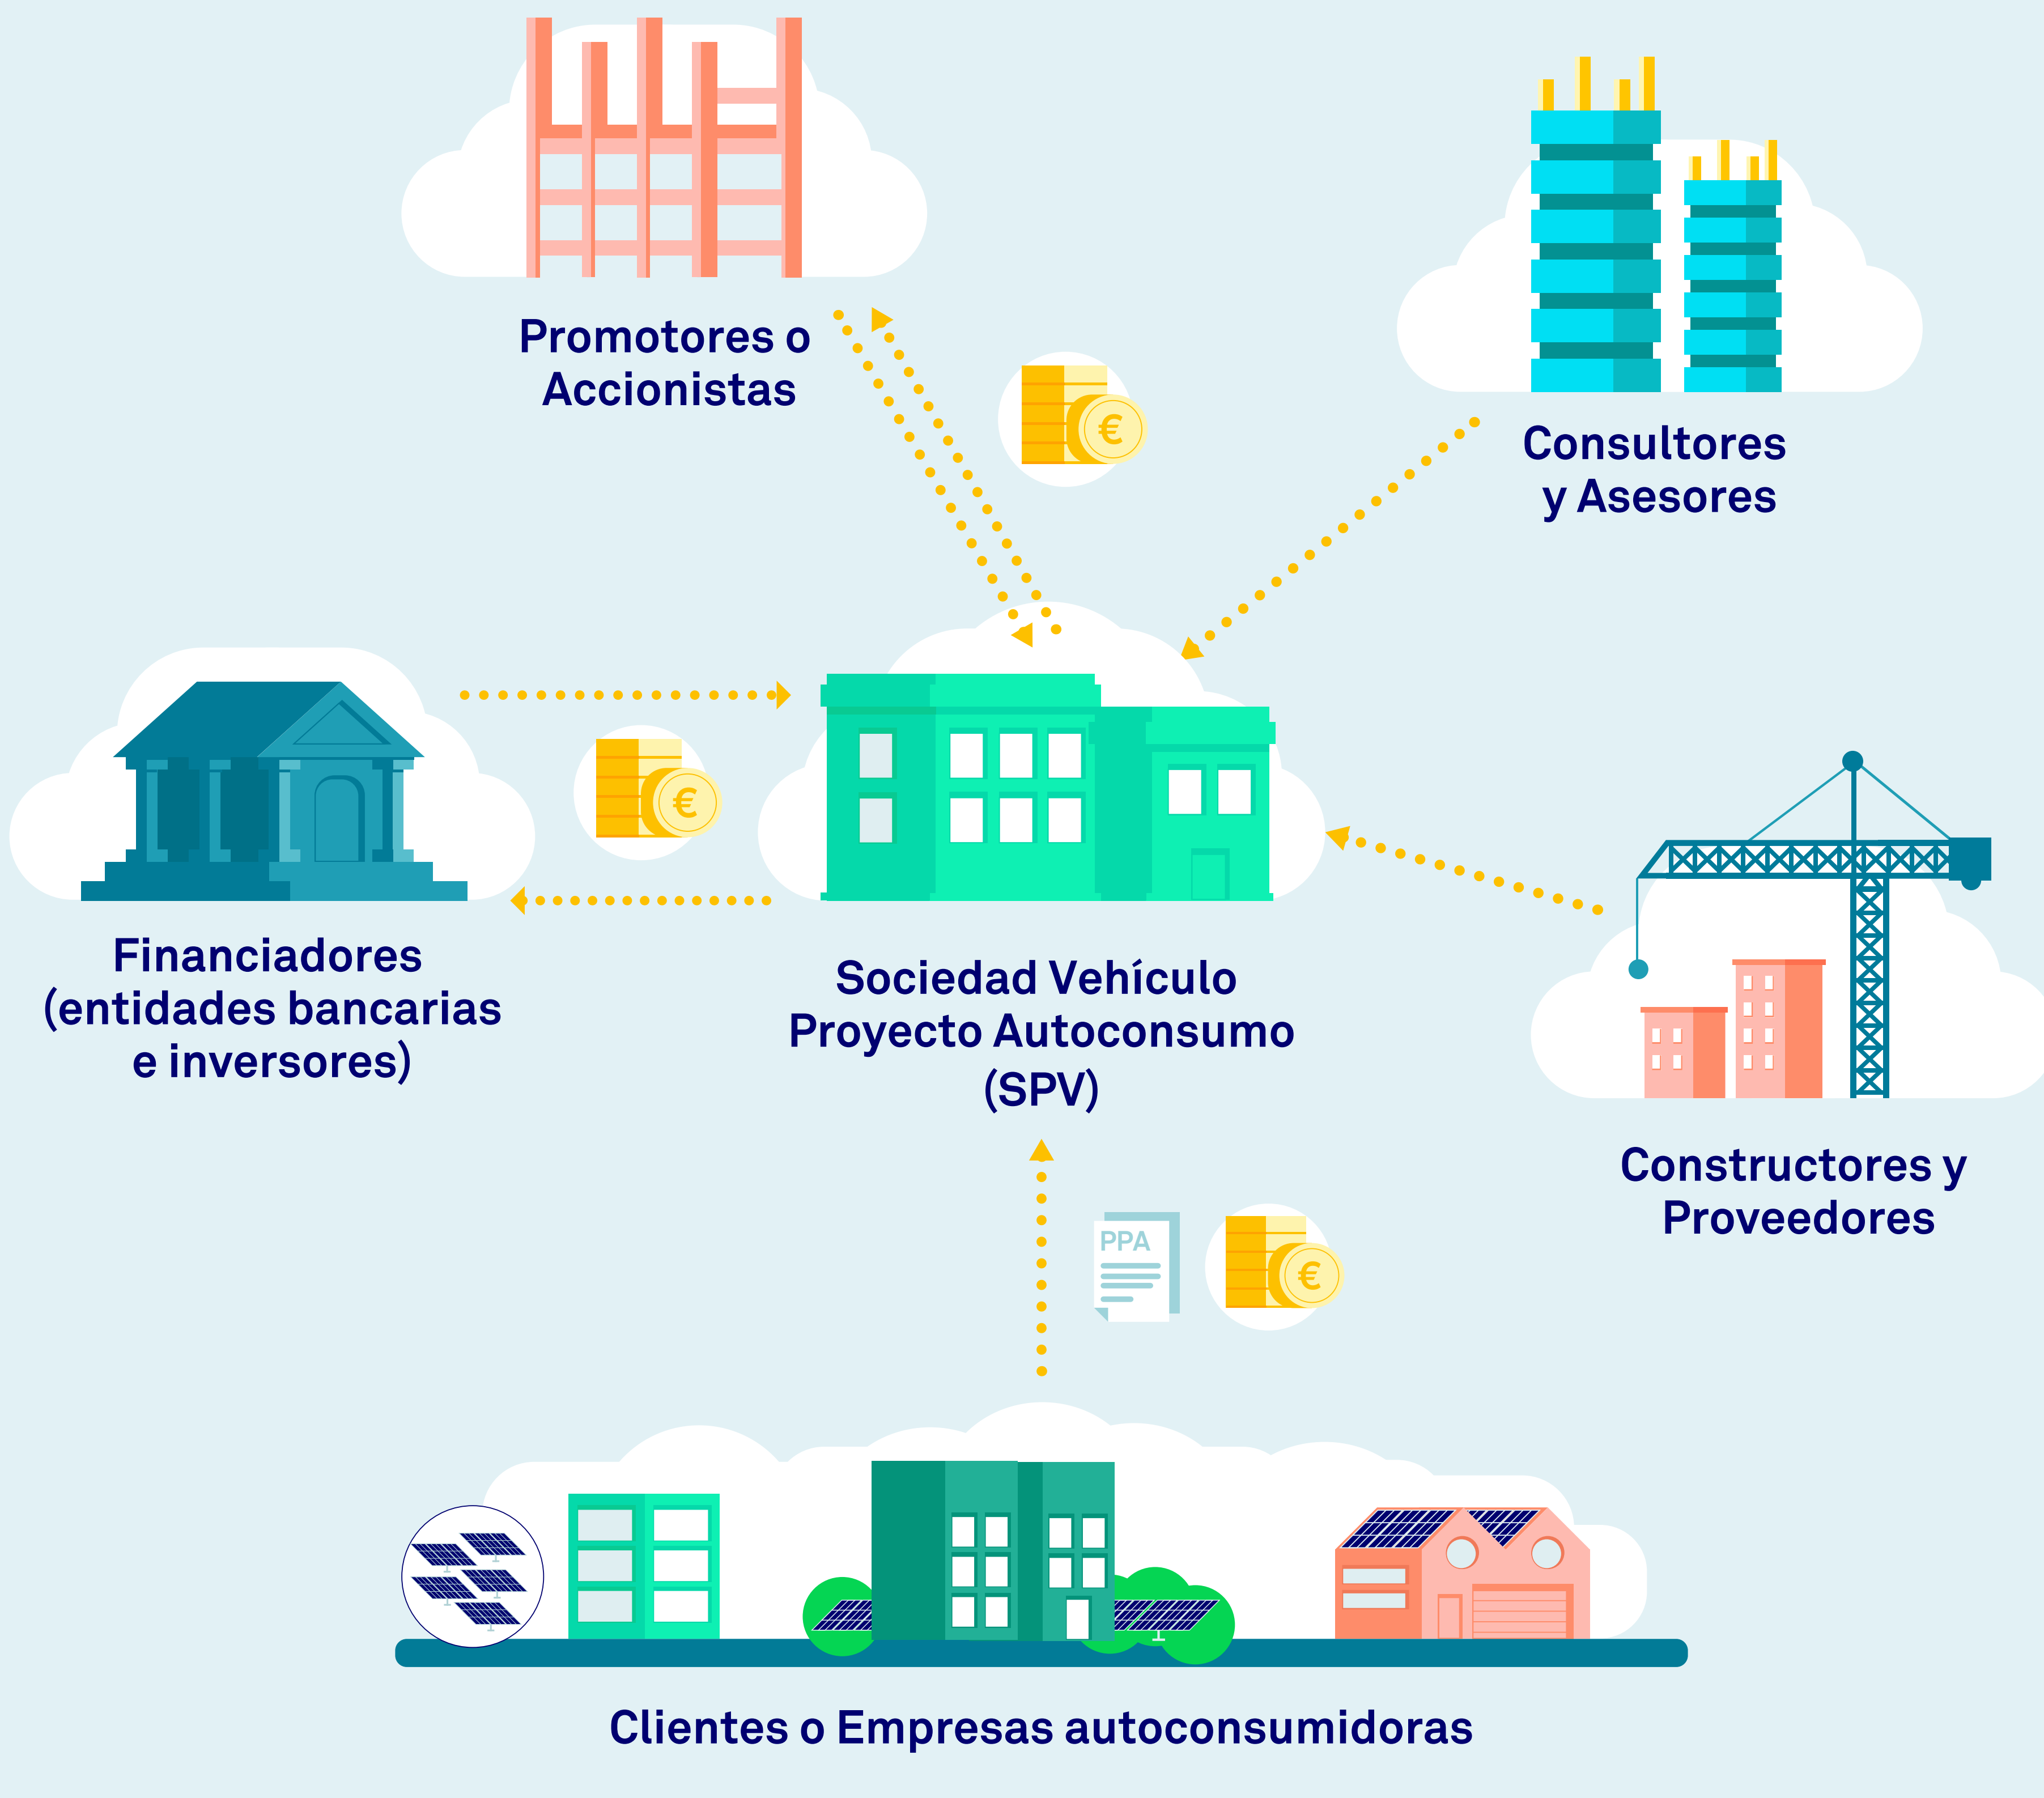 Promotores o
Accionistas
€
Consultores
y Asesores
€
Financiadores
(entidades bancarias
e inversores)
Sociedad Vehículo
Proyecto Autoconsumo
(SPV)
Constructores y
Proveedores
PPA
€
Clientes o Empresas autoconsumidoras